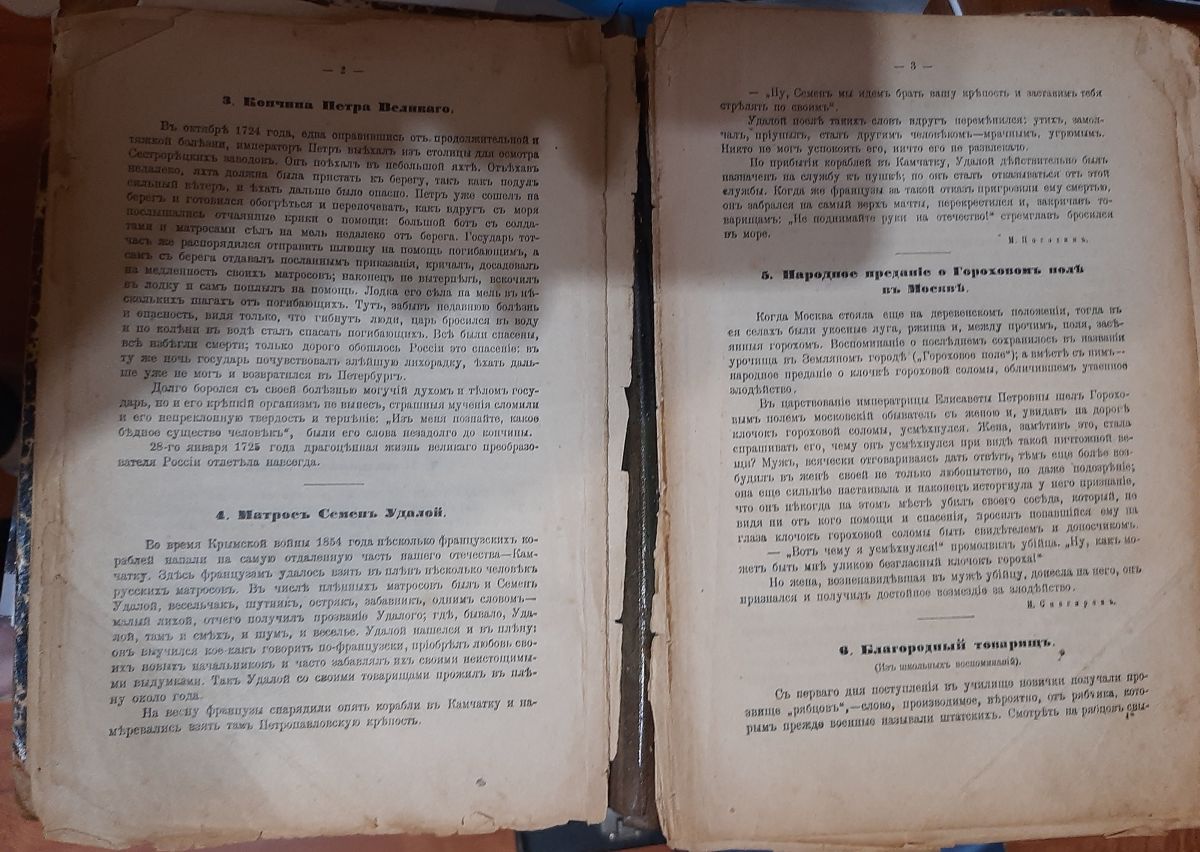 — 2 —
3. Кончина Петра Великаго.
Въ октябрѣ 1724 года, едва оправившись отъ продолжительной и
тяжкой болѣзни, императоръ Петръ выѣхалъ изъ столицы для осмотра
Сестрорѣцкихъ заводовъ. Онъ поѣхалъ въ небольшой яхтѣ. Отъѣхавъ
недалеко, яхта должна была пристать къ берегу, такъ какъ подулъ
сильный вѣтеръ, и ѣхать дальше было опасно. Петръ уже сошелъ на
берегъ и готовился обогрѣться и переночевать, какъ вдругъ съ моря
послышались отчаянные крики о помощи: большой ботъ съ солда-
тами и матросами сѣлъ на мель недалеко отъ берега. Государь тот-
часъ же распорядился отправить шлюпку на помощь погибающимъ, а
самъ съ берега отдавалъ посланнымъ приказанія, кричалъ, досадовалъ
на медленность своихъ матросовъ; наконецъ не вытерпѣлъ, вскочилъ
въ лодку и самъ поплылъ на помощь. Лодка его сѣла на мель въ нѣ-
сколькихъ шагахъ отъ погибающихъ. Тутъ, забывъ недавнюю болѣзнь
и опасность, видя только, что гибнутъ люди, царь бросился въ воду
и по колѣни въ водѣ сталъ спасать погибающихъ. Всѣ были спасены,
всѣ избѣгли смерти; только дорого обошлось Россіи это спасеніе: въ
ту же ночь государь почувствовалъ злѣйшую лихорадку, ѣхать даль-
ше уже не могъ и возвратился въ Петербургъ.
Долго боролся съ своей болѣзнью могучій духомъ и тѣломъ госу-
дарь, но и его крѣпкій организмъ не вынесъ, страшныя мученія сломили
и его непреклонную твердость и терпѣніе: „Изъ меня познайте, какое
бѣдное существо человѣкъ“, были его слова незадолго до кончины.
28-го января 1725 года драгоцѣнная жизнь великаго преобразо-
вателя Россіи отлетѣла навсегда.
4. Матросъ Семенъ Удалой.
Во время Крымской войны 1854 года нѣсколько французскихъ ко-
раблей напали на самую отдаленную часть нашего отечества—Кам-
чатку. Здѣсь французамъ удалось взять въ плѣнъ нѣсколько человѣкъ
русскихъ матросовъ. Въ числѣ плѣнныхъ матросовъ былъ и Семенъ
Удалой, весельчакъ, шутникъ, острякъ, забавникъ, однимъ словомъ—
малый лихой, отчего получилъ прозваніе Удалого; гдѣ, бывало, Уда-
лой, тамъ и смѣхъ, и шумъ, и веселье. Удалой нашелся и въ плѣну:
онъ выучился кое-какъ говорить по-французски, пріобрѣлъ любовь сво-
ихъ новыхъ начальниковъ и часто забавлялъ ихъ своими неистощимы-
ми выдумками. Такъ Удалой со своими товарищами прожилъ въ плѣ-
ну около года.
На весну французы снарядили опять корабли въ Камчатку и на-
мѣревались взять тамъ Петропавловскую крѣпость.
— 3 —
— „Ну, Семенъ мы идемъ брать вашу крѣпость и заставимъ тебя
стрѣлять по своимъ“.
Удалой послѣ такихъ словъ вдругъ перемѣнился; утихъ, замол-
чалъ, пріунылъ, сталъ другимъ человѣкомъ—мрачнымъ, угрюмымъ.
Никто не могъ успокоить его, ничто его не развлекало.
По прибытіи кораблей въ Камчатку, Удалой дѣйствительно былъ
назначенъ на службу къ пушкѣ; но онъ сталъ отказываться отъ этой
службы. Когда же французы за такой отказъ пригрозили ему смертью,
онъ забрался на самый верхъ мачты, перекрестился и, закричавъ то-
варищамъ: „Не поднимайте руки на отечество!“ стремглавъ бросился
въ море.
М. Погодинъ.
5. Народное преданіе о Гороховомъ полѣ
въ Москвѣ.
Когда Москва стояла еще на деревенскомъ положеніи, тогда въ
ея селахъ были укосные луга, ржища и, между прочимъ, поля, засѣ-
янныя горохомъ. Воспоминаніе о послѣднемъ сохранилось въ названіи
урочища въ Земляномъ городѣ („Гороховое поле“); а вмѣстѣ съ нимъ—
народное преданіе о клочкѣ гороховой соломы, обличившемъ утаенное
злодѣйство.
Въ царствованіе императрицы Елисаветы Петровны шелъ Горохо-
вымъ полемъ московскій обыватель съ женою и, увидавъ на дорогѣ
клочокъ гороховой соломы, усмѣхнулся. Жена, замѣтивъ это, стала
спрашивать его, чему онъ усмѣхнулся при видѣ такой ничтожной ве-
щи? Мужъ, всячески отговариваясь дать отвѣтъ, тѣмъ еще болѣе воз-
будилъ въ женѣ своей не только любопытство, но даже подозрѣніе;
она еще сильнѣе настаивала и наконецъ исторгнула у него признаніе,
что онъ нѣкогда на этомъ мѣстѣ убилъ своего сосѣда, который, не
видя ни отъ кого помощи и спасенія, просилъ попавшійся ему на
глаза клочокъ гороховой соломы быть свидѣтелемъ и доносчикомъ.
— „Вотъ чему я усмѣхнулся!“ промолвилъ убійца. „Ну, какъ мо-
жетъ быть мнѣ уликою безгласный клочокъ гороха!“
Но жена, возненавидѣвшая въ мужѣ убійцу, донесла на него, онъ
признался и получилъ достойное возмездіе за злодѣйство.
И. Снегиревъ.
6. Благородный товарищъ.
(Изъ школьныхъ воспоминаній).
Съ перваго дня поступленія въ училище новички получали про-
звище „рябцовъ“,—слово, производимое, вѣроятно, отъ рябчика, кото-
рымъ прежде военные называли штатскихъ. Смотрѣть на рябцовъ свы-
1*